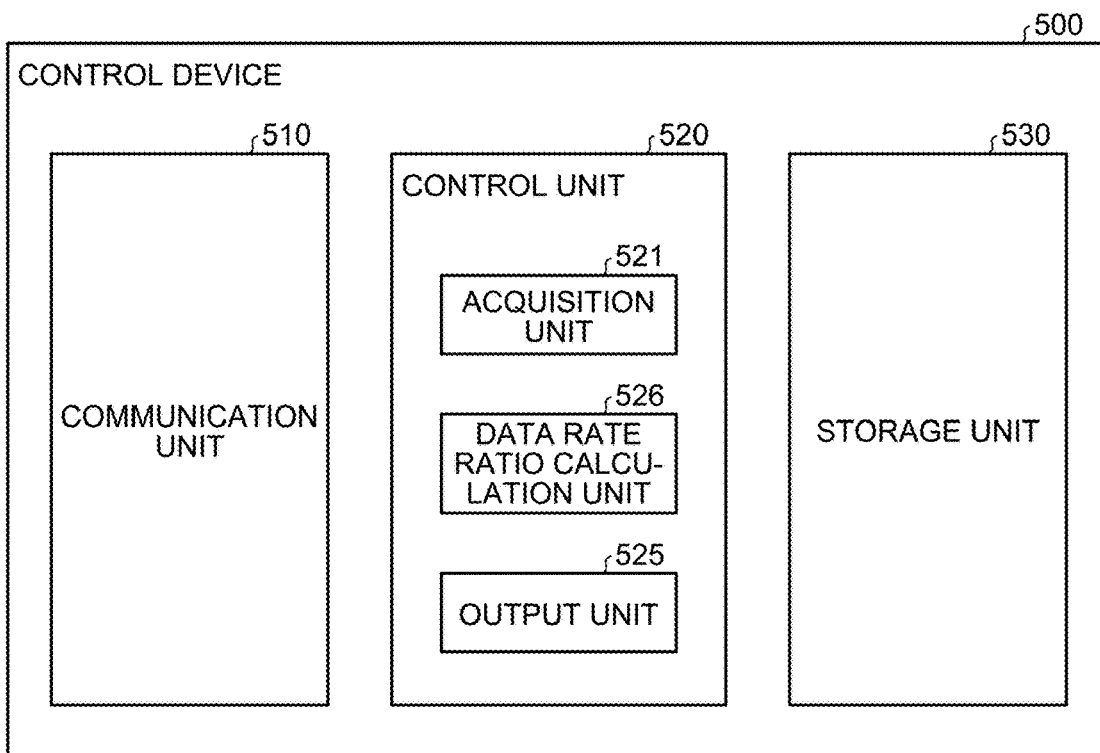 500
CONTROL DEVICE
510
COMMUNICATION
UNIT
520
CONTROL UNIT
521
ACQUISITION
UNIT
526
DATA RATE
RATIO CALCU-
LATION UNIT
525
OUTPUT UNIT
530
STORAGE UNIT